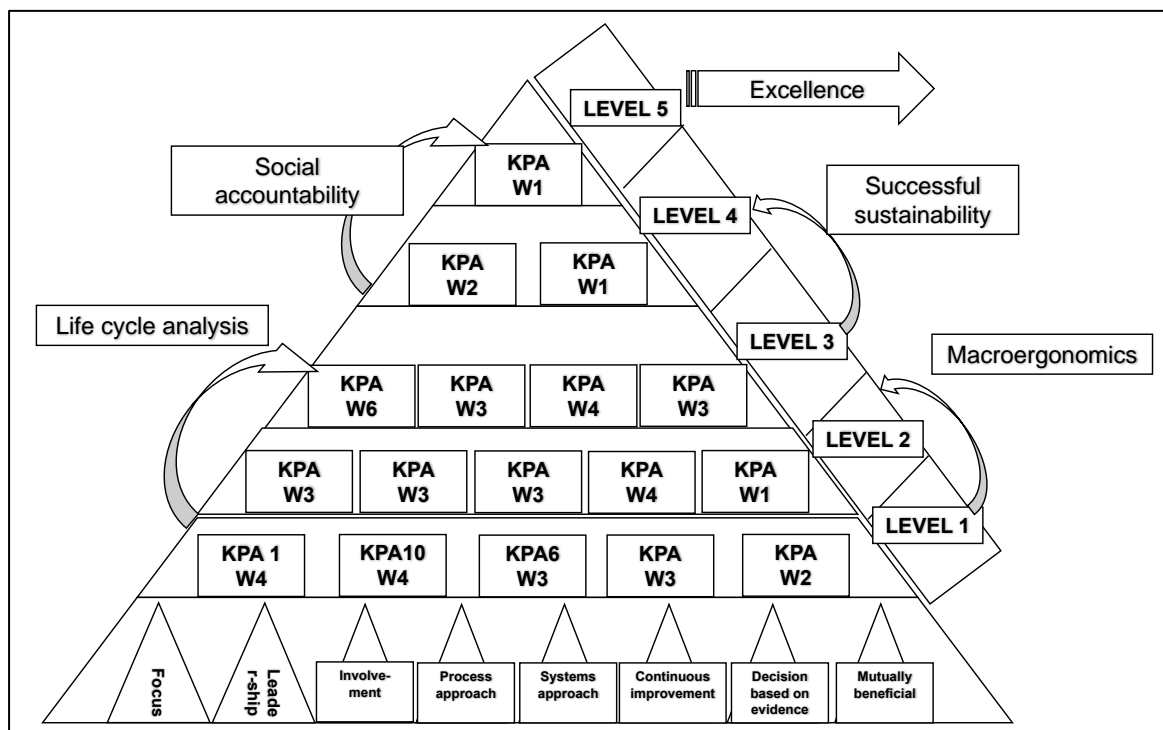 LEVEL 5
Excellence
Social
accountability
KPA
W1
Successful
sustainability
LEVEL 4
KPA
W2
KPA
W1
Life cycle analysis
LEVEL 3
Macroergonomics
KPA
W6
KPA
W3
KPA
W4
KPA
W3
LEVEL 2
KPA
W3
KPA
W3
KPA
W3
KPA
W4
KPA
W1
LEVEL 1
KPA 1
W4
KPA10
W4
KPA6
W3
KPA
W3
KPA
W2
Focus
Leade
r-ship
Involve-
ment
Process
approach
Systems
approach
Continuous
improvement
Decision
based on
evidence
Mutually
beneficial